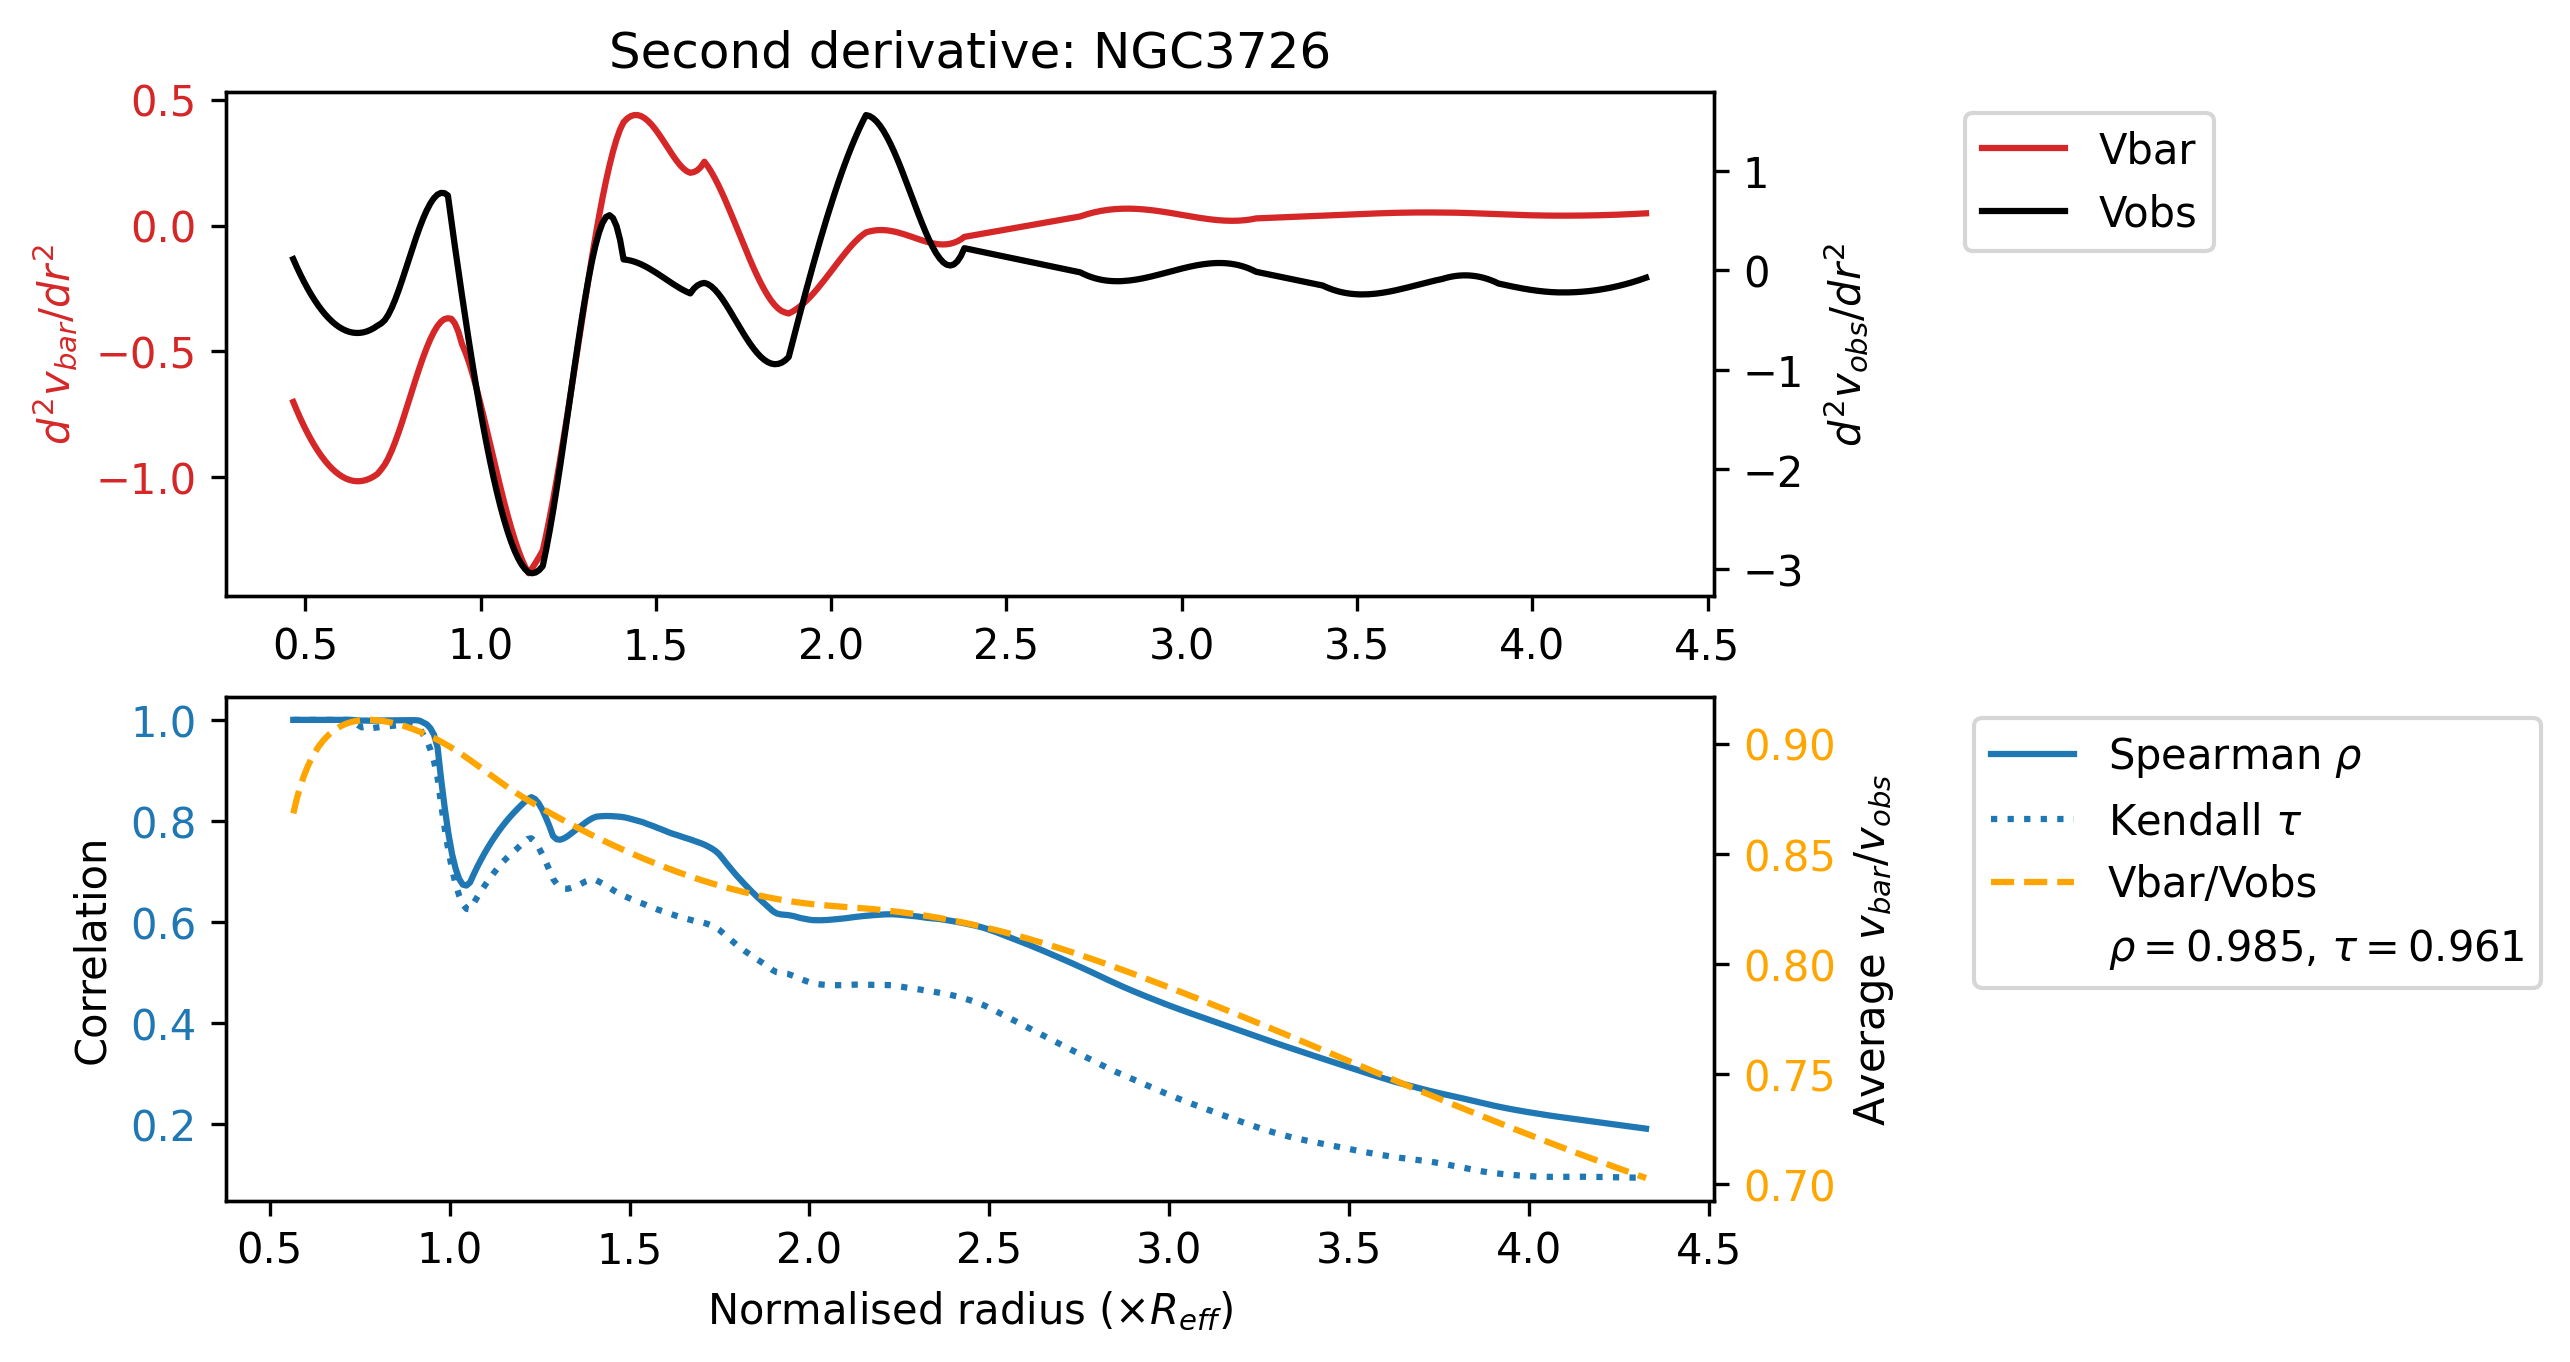 Second derivative: NGC3726
d²v_bar/dr²
0.5
0.0
−0.5
−1.0
1
0
−1
−2
−3
d²v_obs/dr²
Vbar
Vobs
0.5 1.0 1.5 2.0 2.5 3.0 3.5 4.0 4.5
Correlation
1.0
0.8
0.6
0.4
0.2
0.90
0.85
0.80
0.75
0.70
Average v_bar/v_obs
Spearman ρ
Kendall τ
Vbar/Vobs
ρ = 0.985, τ = 0.961
0.5 1.0 1.5 2.0 2.5 3.0 3.5 4.0 4.5
Normalised radius (×R_eff)